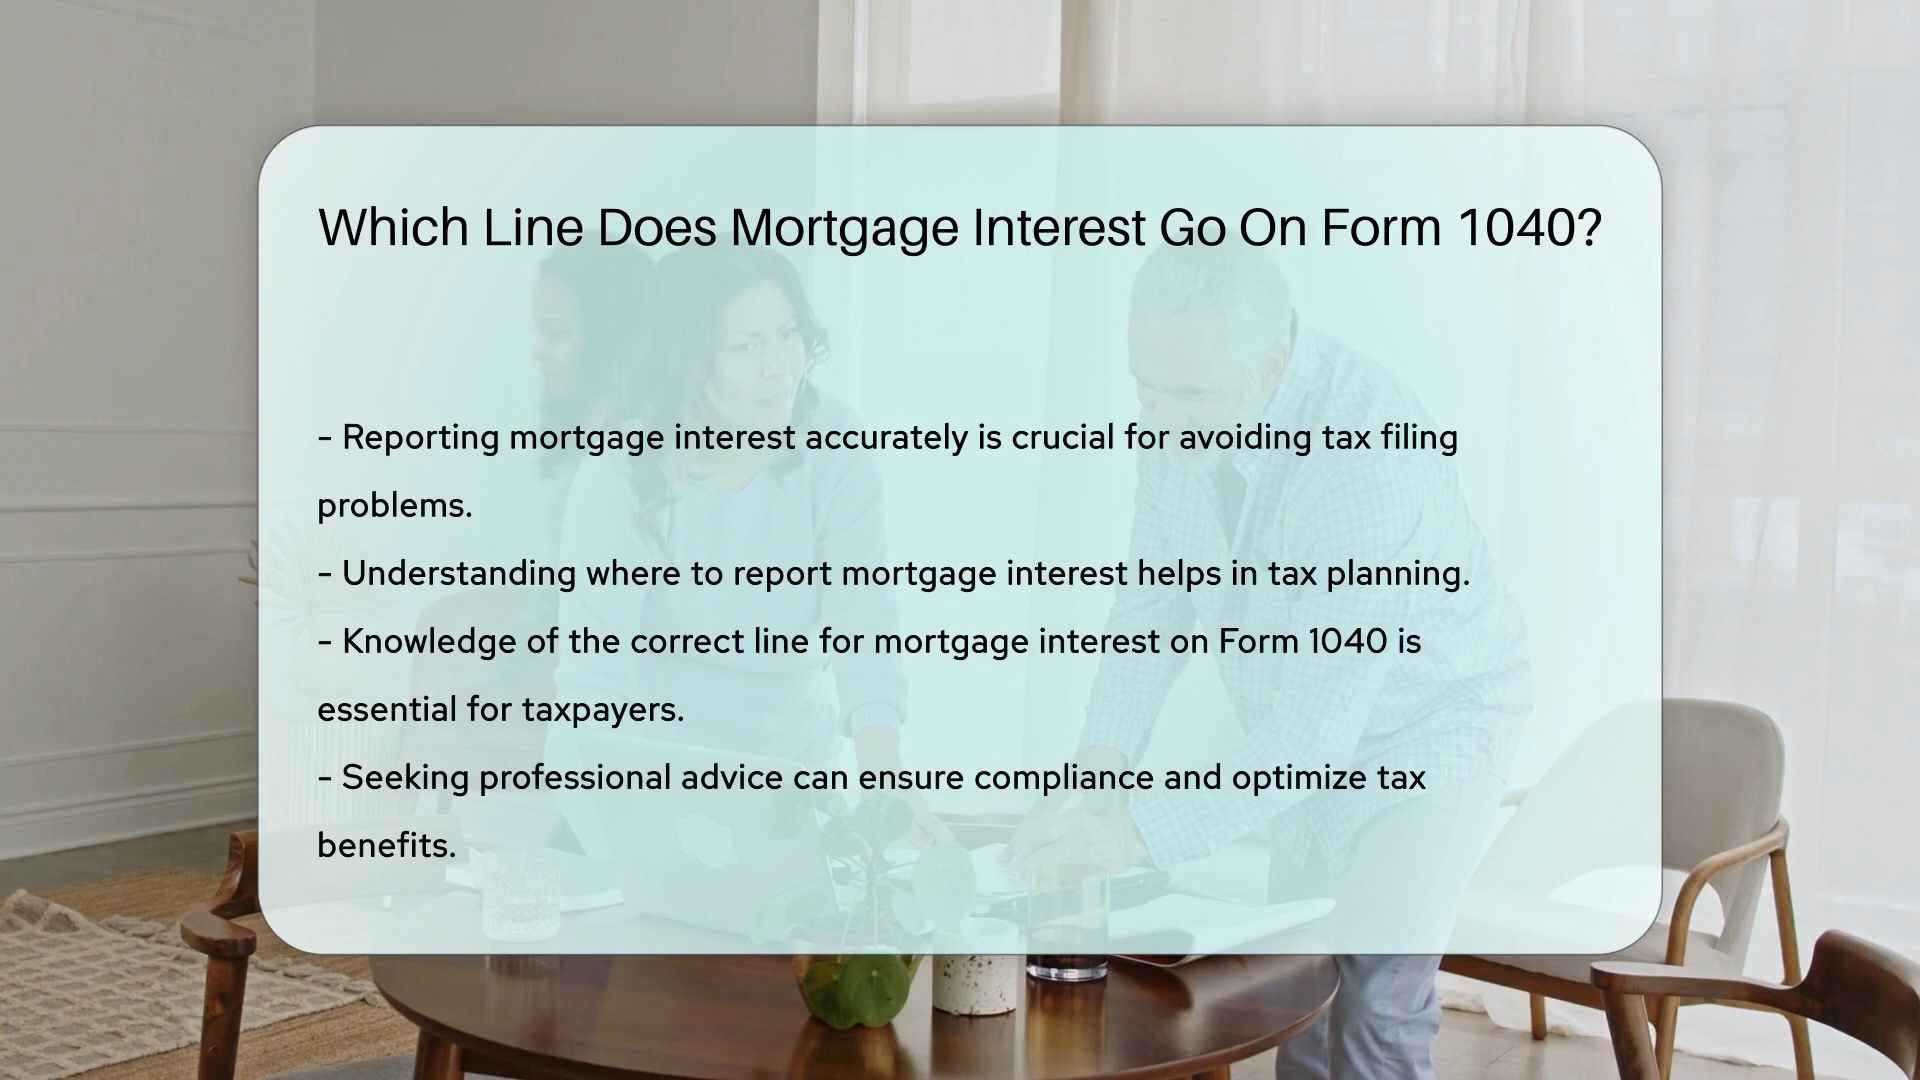 Which Line Does Mortgage Interest Go On Form 1040?
- Reporting mortgage interest accurately is crucial for avoiding tax filing
problems.
- Understanding where to report mortgage interest helps in tax planning.
- Knowledge of the correct line for mortgage interest on Form 1040 is
essential for taxpayers.
- Seeking professional advice can ensure compliance and optimize tax
benefits.